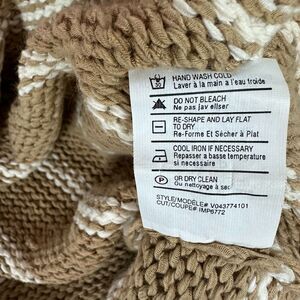 HAND WASH COLD
Laver à la main a l'eau froide
DO NOT BLEACH
Ne pas jav elliser
RE-SHAPE AND LAY FLAT
TO DRY
Re-Forme Et Sécher à Plat
COOL IRON IF NECESSARY
Repasser a basse temperature
si necessaire
OR DRY CLEAN
Ou nettoyage à sec
STYLE/MODÈLE# V043774101
CUT/COUPE# IMP6772